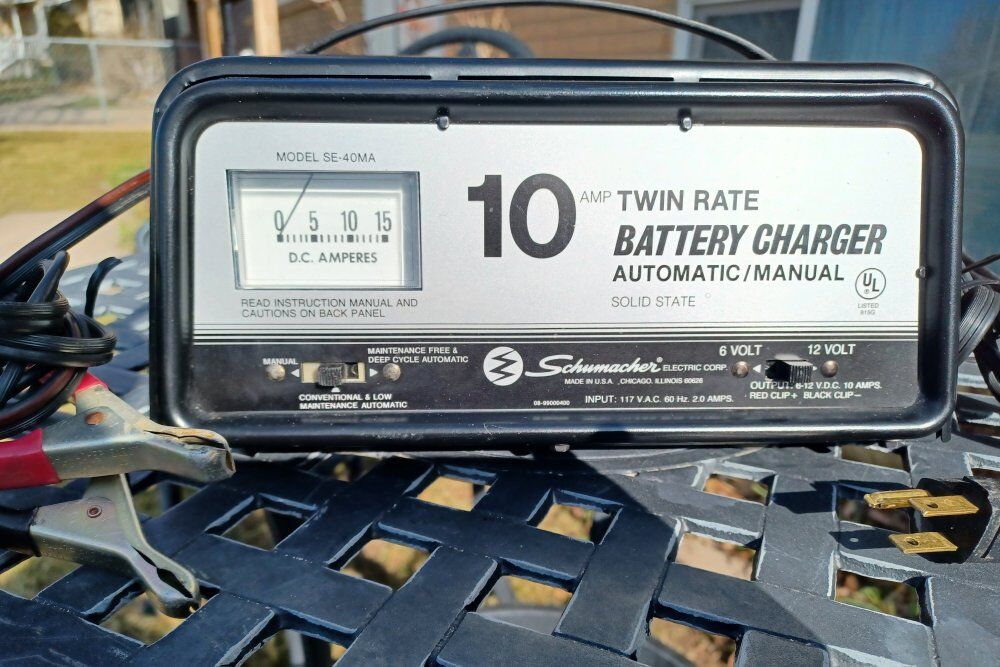 MODEL SE-40MA
0 5 10 15
D.C. AMPERES
READ INSTRUCTION MANUAL AND
CAUTIONS ON BACK PANEL
10 AMP TWIN RATE
BATTERY CHARGER
AUTOMATIC/MANUAL
SOLID STATE
UL
LISTED
MANUAL
MAINTENANCE FREE &
DEEP CYCLE AUTOMATIC
CONVENTIONAL & LOW
MAINTENANCE AUTOMATIC
Schumacher ELECTRIC CORP.
MADE IN U.S.A. ,CHICAGO, ILLINOIS 60626
08-99000400
INPUT: 117 V.A.C. 60 Hz. 2.0 AMPS.
6 VOLT 12 VOLT
OUTPUT: 6-12 V.D.C. 10 AMPS.
RED CLIP+ BLACK CLIP-